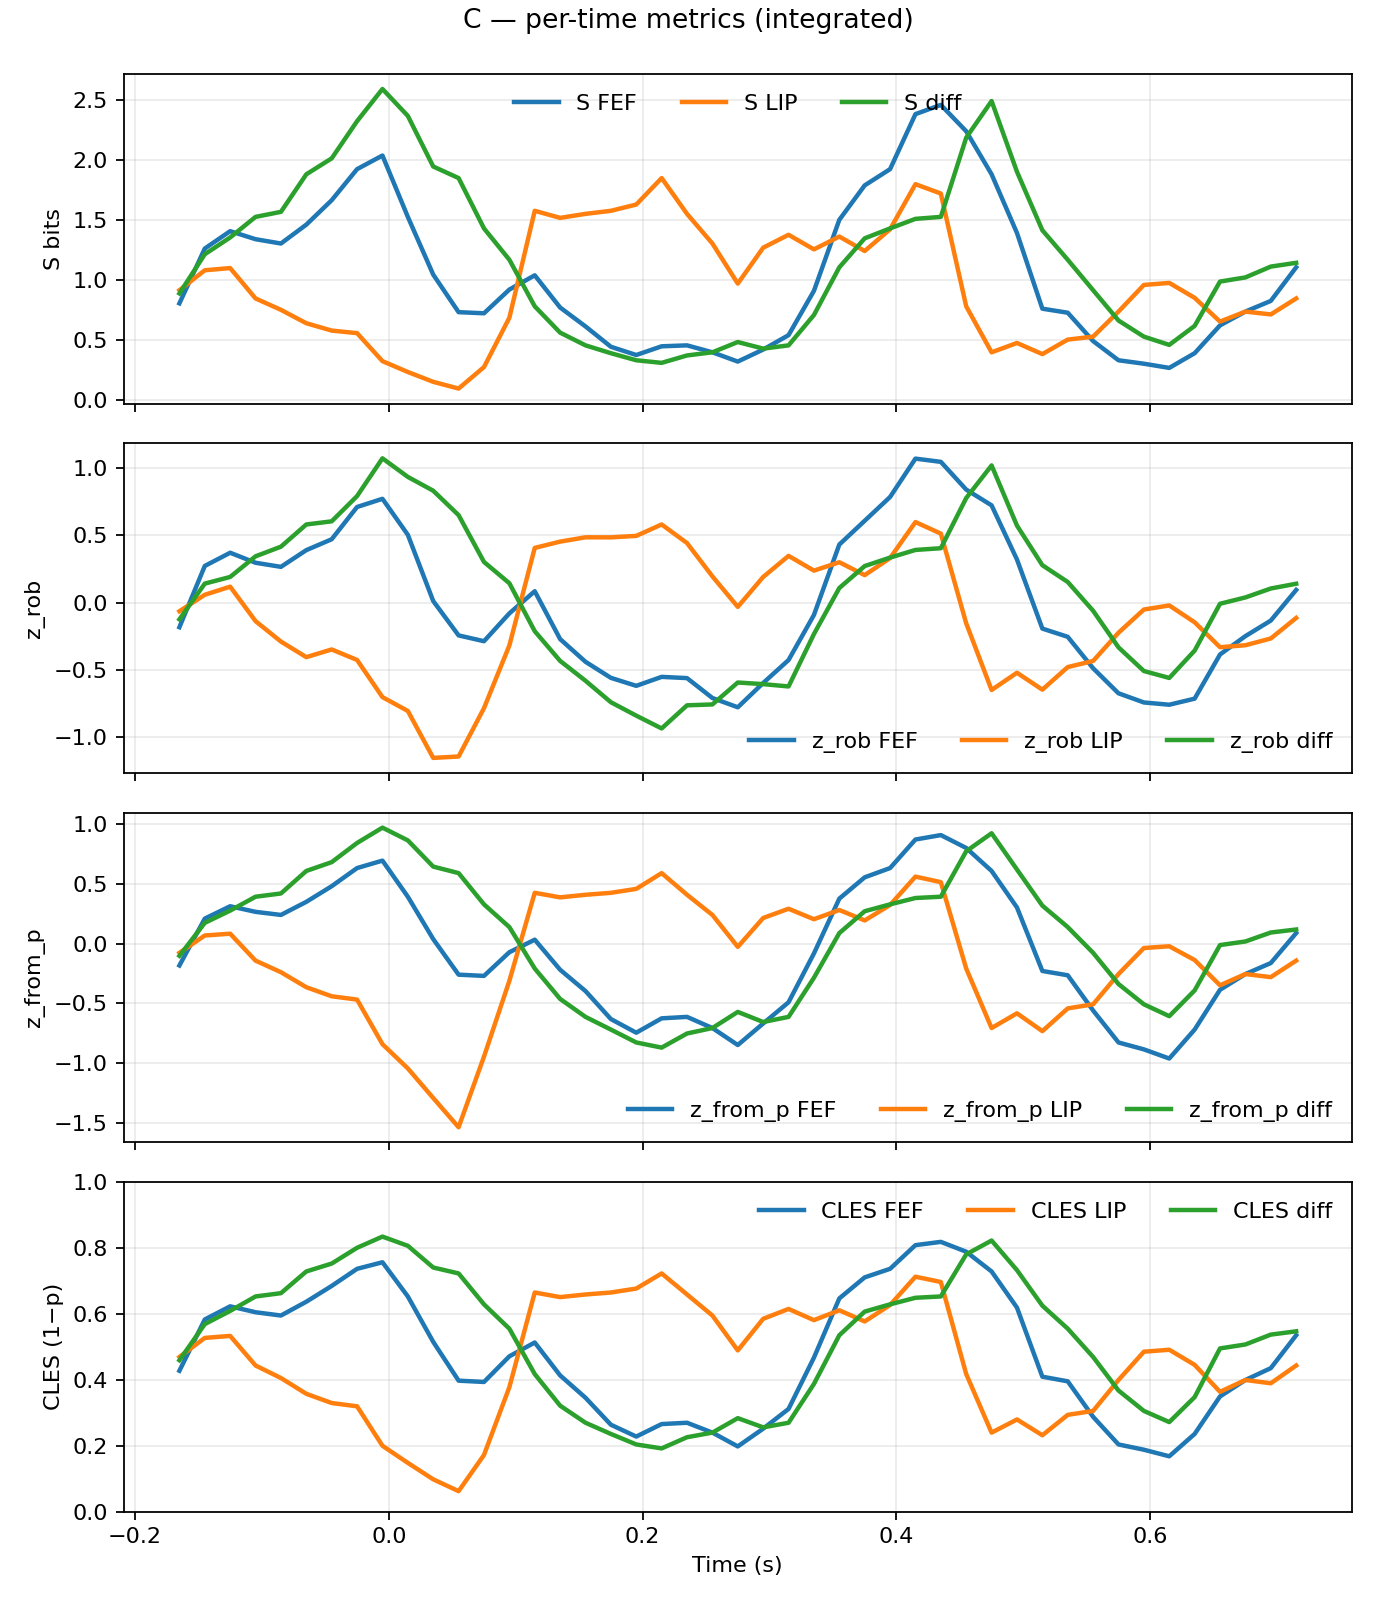 C — per-time metrics (integrated)
S bits
2.5
2.0
1.5
1.0
0.5
0.0
S FEF S LIP S diff
z_rob
1.0
0.5
0.0
−0.5
−1.0
z_rob FEF z_rob LIP z_rob diff
z_from_p
1.0
0.5
0.0
−0.5
−1.0
−1.5
z_from_p FEF z_from_p LIP z_from_p diff
CLES (1−p)
1.0
0.8
0.6
0.4
0.2
0.0
CLES FEF CLES LIP CLES diff
−0.2 0.0 0.2 0.4 0.6
Time (s)